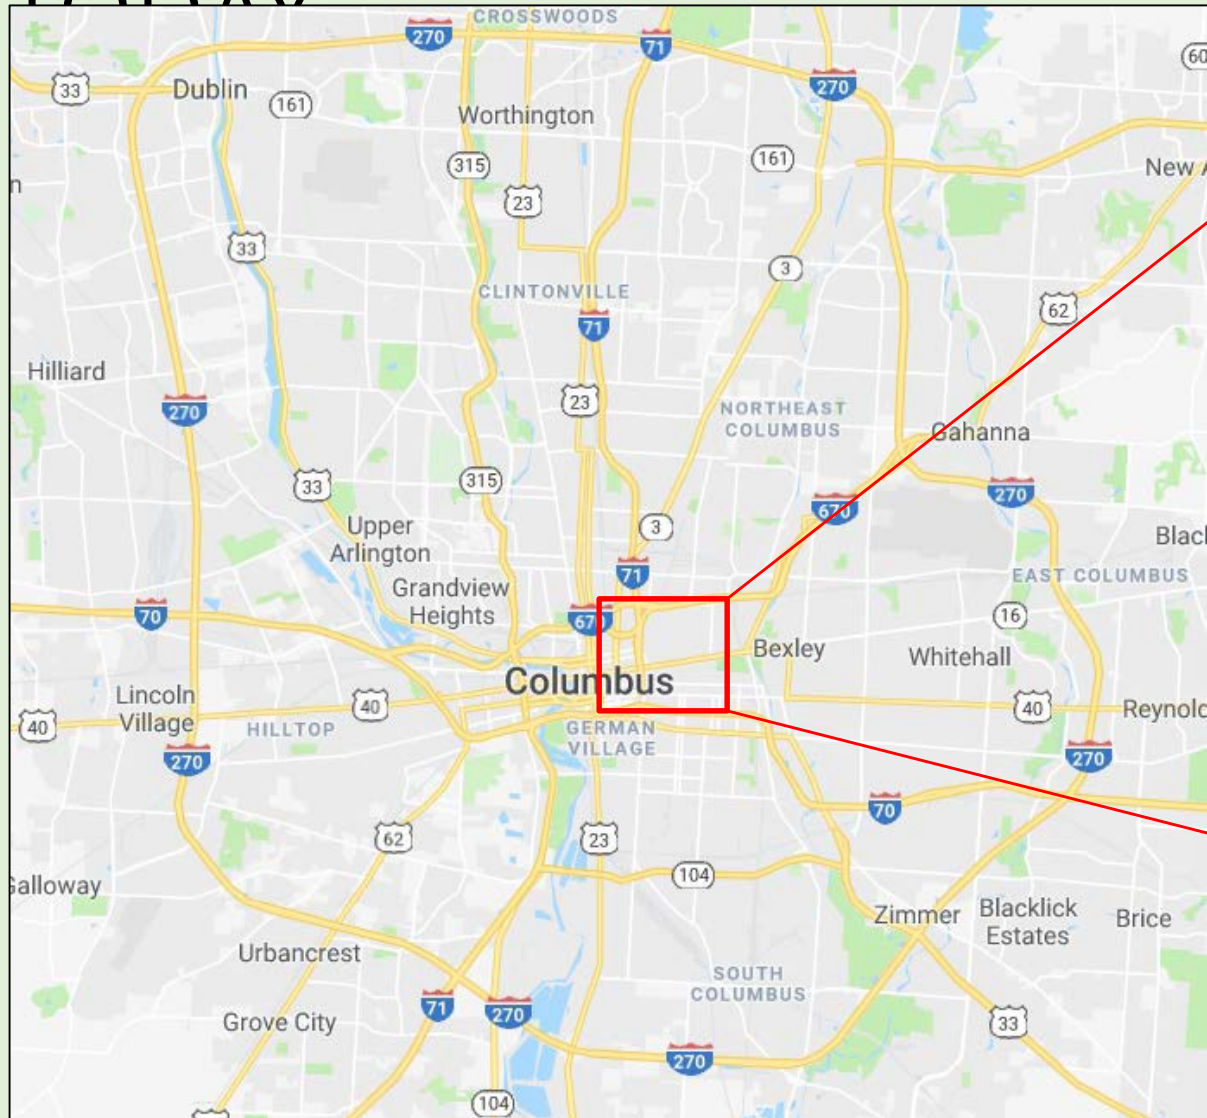 CROSSWOODS
270
71
60
33
Dublin
161
270
Worthington
315
161
New A
n
23
33
3
CLINTONVILLE
62
71
Hilliard
270
23
NORTHEAST
COLUMBUS
Gahanna
315
33
270
670
Upper
Arlington
3
Blac
71
EAST COLUMBUS
Grandview
Heights
70
670
16
Bexley
Whitehall
Columbus
Lincoln
Village
40
40
Reynol
40
HILLTOP
GERMAN
VILLAGE
270
270
70
62
23
104
Galloway
Zimmer
Blacklick
Estates
Brice
Urbancrest
SOUTH
COLUMBUS
71
270
Grove City
33
270
104